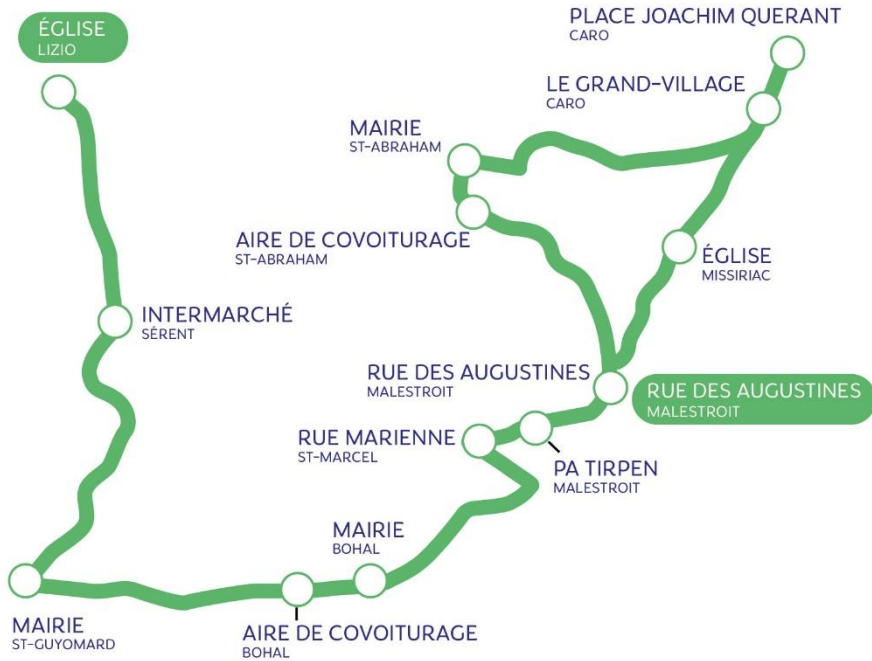 ÉGLISE
LIZIO
PLACE JOACHIM QUERANT
CARO
LE GRAND-VILLAGE
CARO
MAIRIE
ST-ABRAHAM
AIRE DE COVOITURAGE
ST-ABRAHAM
ÉGLISE
MISSIRIAC
INTERMARCHÉ
SÉRENT
RUE DES AUGUSTINES
MALESTROIT
RUE DES AUGUSTINES
MALESTROIT
RUE MARIENNE
ST-MARCEL
PA TIRPEN
MALESTROIT
MAIRIE
BOHAL
MAIRIE
ST-GUYOMARD
AIRE DE COVOITURAGE
BOHAL